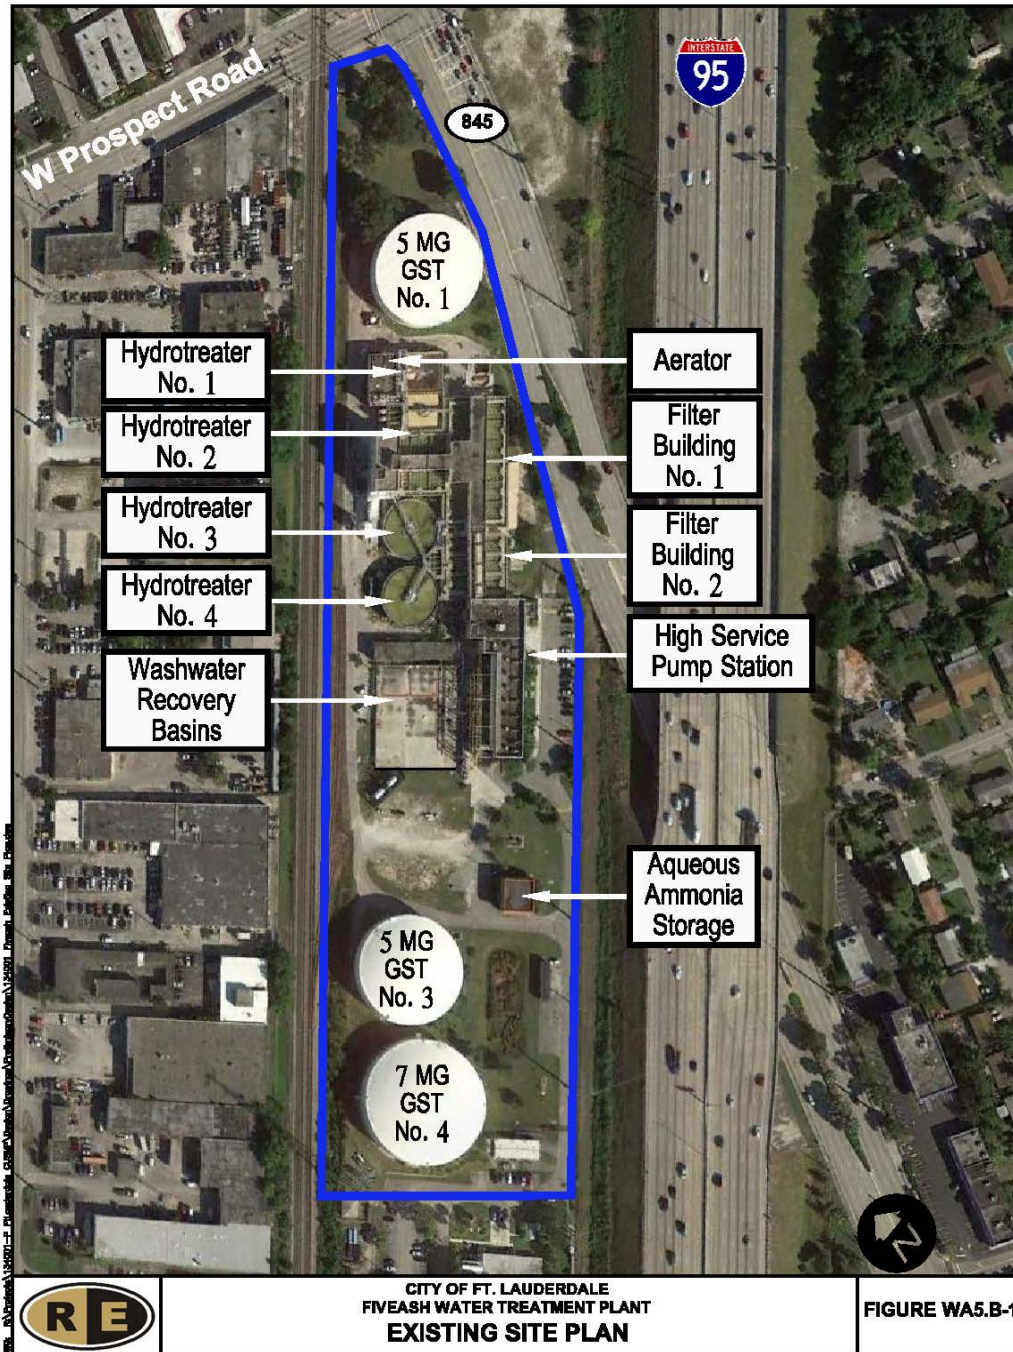 W Prospect Road
INTERSTATE
95
845
5 MG
GST
No. 1
Hydrotreater
No. 1
Aerator
Hydrotreater
No. 2
Filter
Building
No. 1
Hydrotreater
No. 3
Filter
Building
No. 2
Hydrotreater
No. 4
High Service
Pump Station
Washwater
Recovery
Basins
Aqueous
Ammonia
Storage
5 MG
GST
No. 3
7 MG
GST
No. 4
N
R E
CITY OF FT. LAUDERDALE
FIVEASH WATER TREATMENT PLANT
EXISTING SITE PLAN
FIGURE WA5.B-1